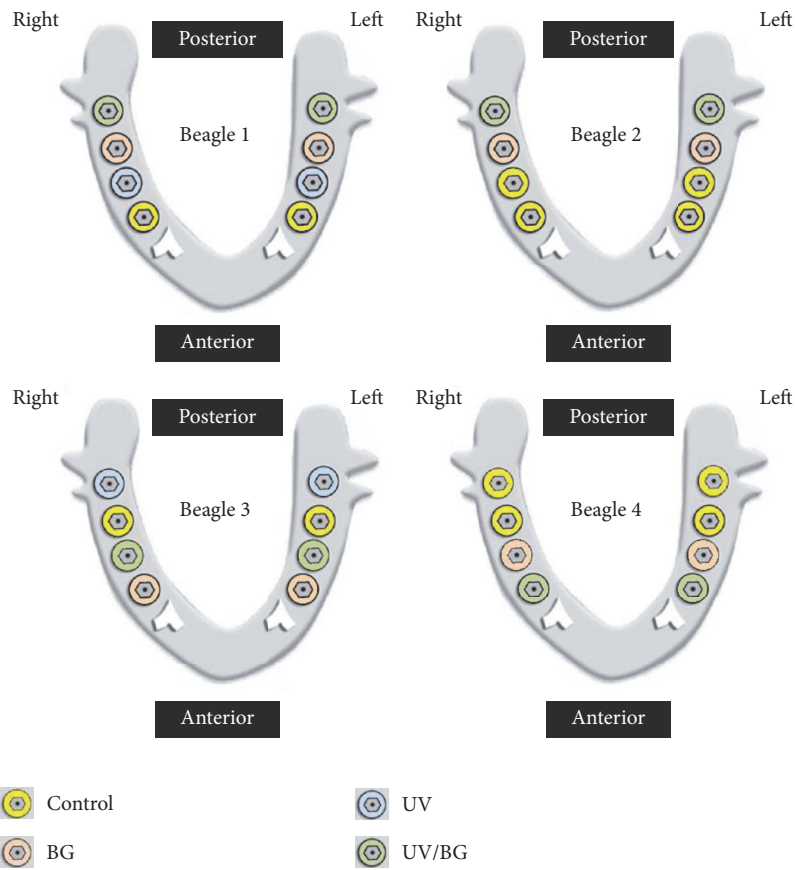 Right
Posterior
Left
Beagle 1
Anterior
Right
Posterior
Left
Beagle 2
Anterior
Right
Posterior
Left
Beagle 3
Anterior
Right
Posterior
Left
Beagle 4
Anterior
Control
UV
BG
UV/BG